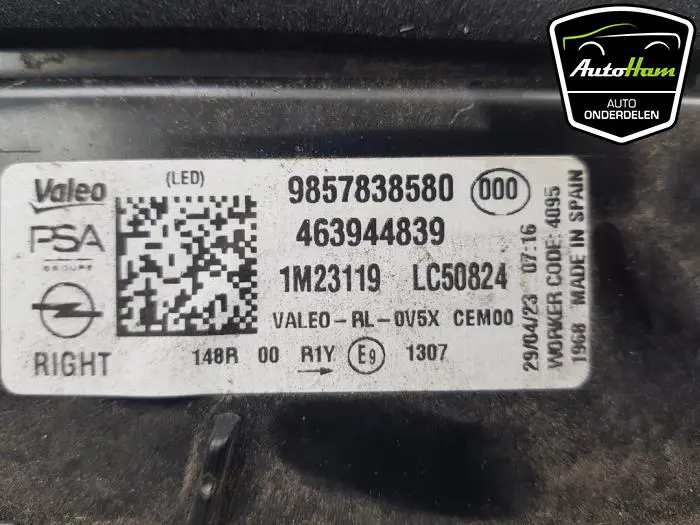 AutoHam
AUTO
ONDERDELEN
Valeo
(LED)
9857838580 000
PSA
GROUPE
463944839
1M23119 LC50824
VALEO-RL-0V5X CEM00
RIGHT
148R 00 R1Y E9 1307
29/04/23 07:16
WORKER CODE: 4095
1968 MADE IN SPAIN